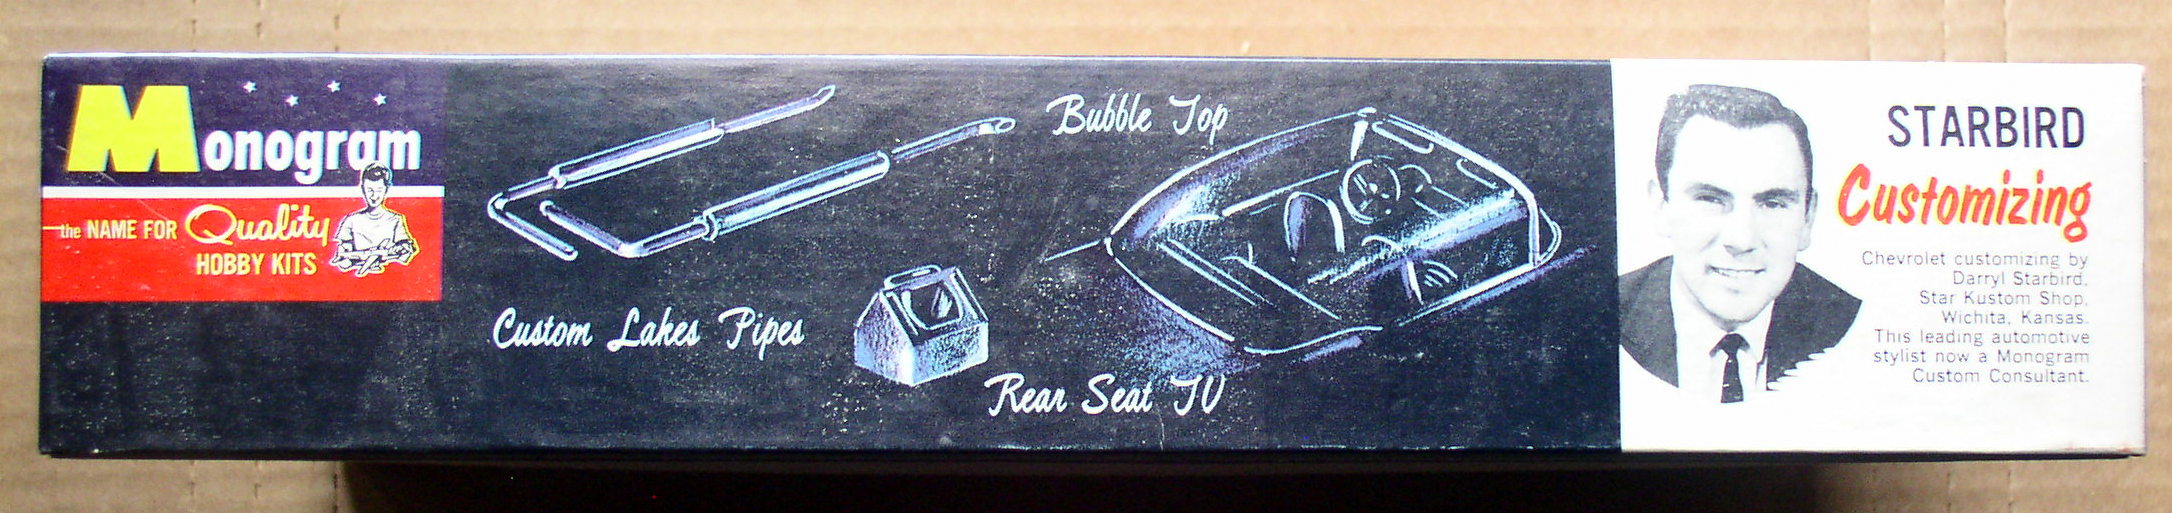 Monogram
the NAME FOR Quality
HOBBY KITS
Custom Lakes Pipes
Bubble Top
Rear Seat TV
STARBIRD
Customizing
Chevrolet customizing by
Darryl Starbird,
Star Kustom Shop,
Wichita, Kansas.
This leading automotive
stylist now a Monogram
Custom Consultant.